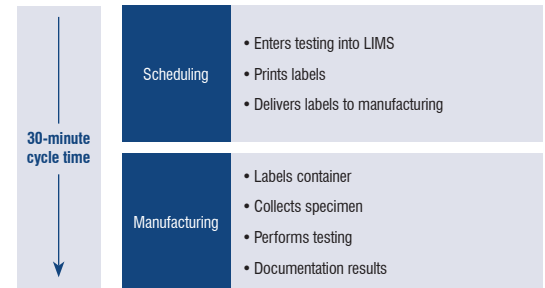 30-minute
cycle time
Scheduling
• Enters testing into LIMS
• Prints labels
• Delivers labels to manufacturing
Manufacturing
• Labels container
• Collects specimen
• Performs testing
• Documentation results